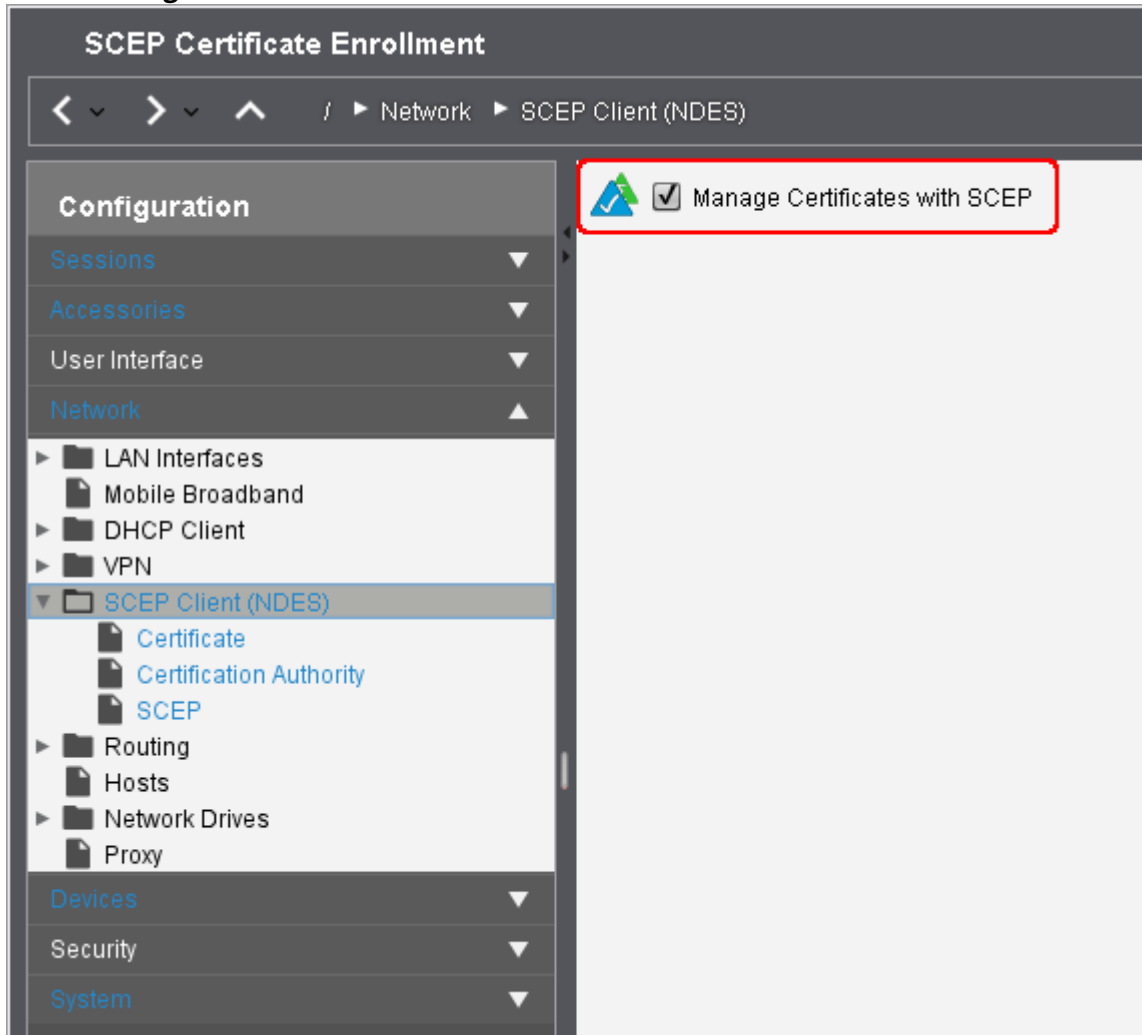 SCEP Certificate Enrollment
/ ► Network ► SCEP Client (NDES)
Configuration
Sessions
Accessories
User Interface
Network
LAN Interfaces
Mobile Broadband
DHCP Client
VPN
SCEP Client (NDES)
Certificate
Certification Authority
SCEP
Routing
Hosts
Network Drives
Proxy
Devices
Security
System
Manage Certificates with SCEP